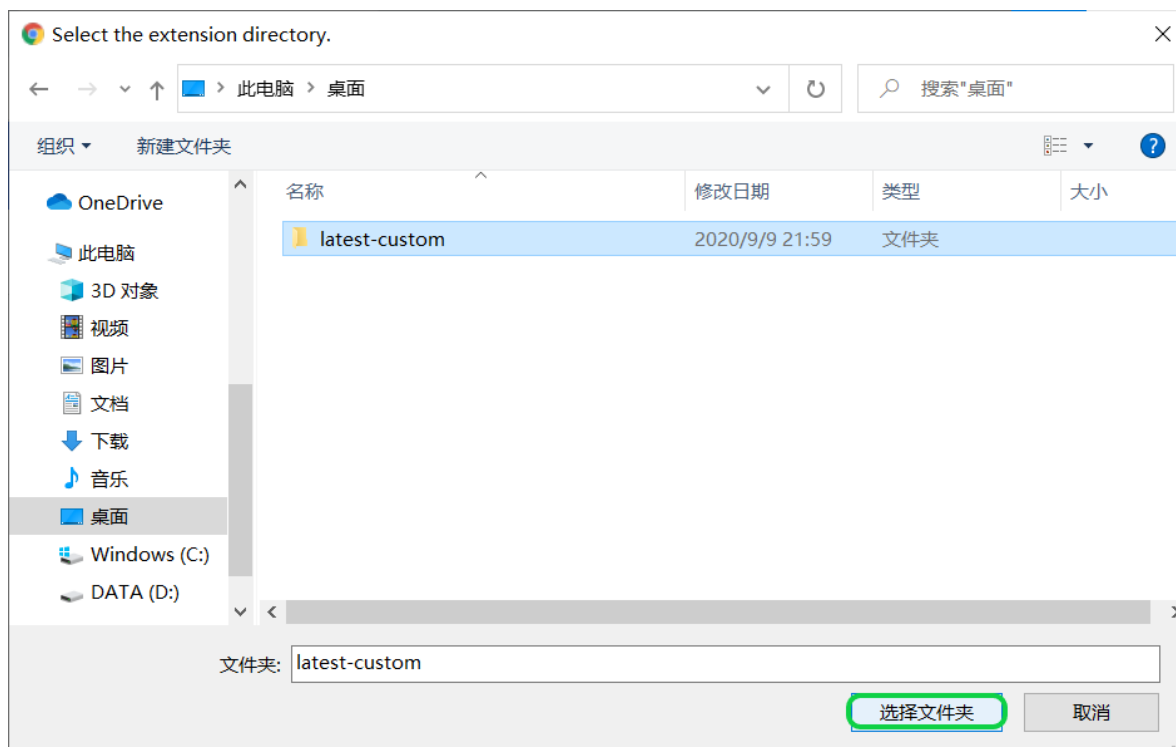 Select the extension directory.
此电脑 > 桌面
搜索"桌面"
组织
新建文件夹
?
名称 修改日期 类型 大小
latest-custom 2020/9/9 21:59 文件夹
OneDrive
此电脑
3D 对象
视频
图片
文档
下载
音乐
桌面
Windows (C:)
DATA (D:)
文件夹: latest-custom
选择文件夹 取消